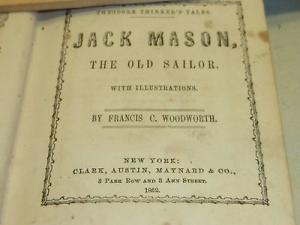 THEODORE THINKER'S TALES.
JACK MASON,
THE OLD SAILOR.
WITH ILLUSTRATIONS.
BY FRANCIS C. WOODWORTH.
NEW YORK:
CLARK, AUSTIN, MAYNARD & CO.,
3 PARK ROW AND 3 ANN STREET.
1862.